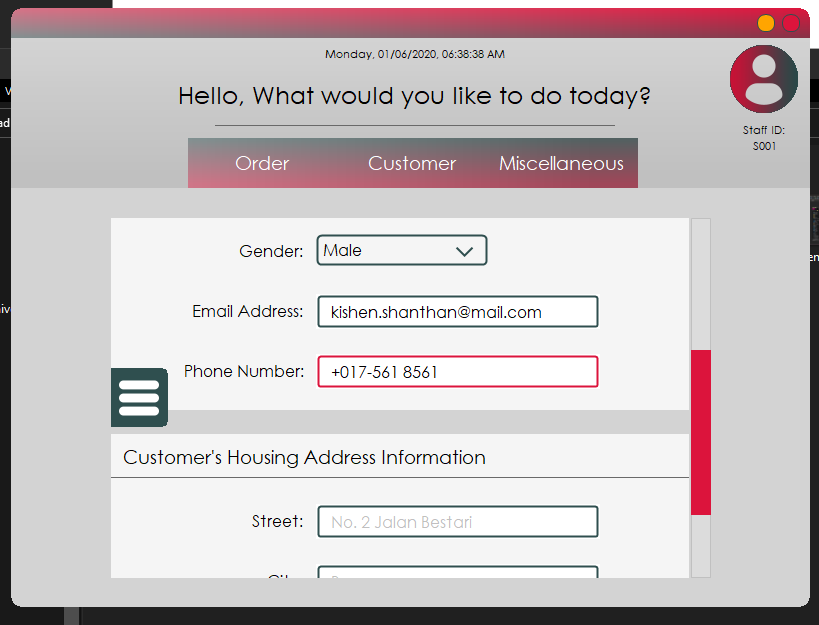 Monday, 01/06/2020, 06:38:38 AM
Hello, What would you like to do today?
Staff ID:
S001
Order Customer Miscellaneous
Gender: Male
Email Address: kishen.shanthan@mail.com
Phone Number: +017-561 8561
Customer's Housing Address Information
Street: No. 2 Jalan Bestari